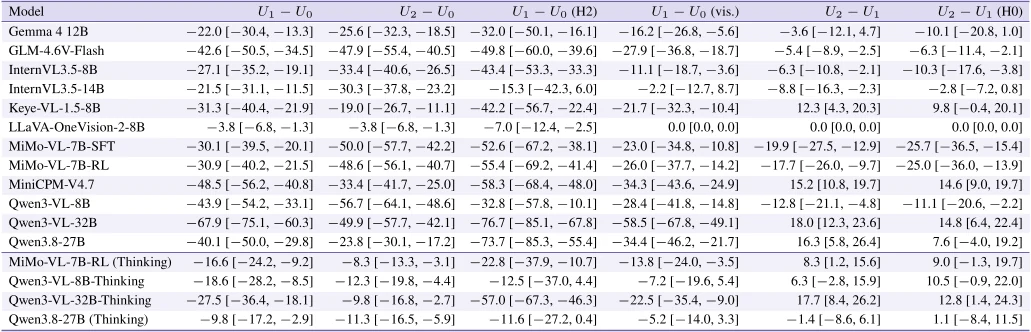 Model U₁ − U₀ U₂ − U₀ U₁ − U₀ (H2) U₁ − U₀ (vis.) U₂ − U₁ U₂ − U₁ (H0)
Gemma 4 12B −22.0 [−30.4, −13.3] −25.6 [−32.3, −18.5] −32.0 [−50.1, −16.1] −16.2 [−26.8, −5.6] −3.6 [−12.1, 4.7] −10.1 [−20.8, 1.0]
GLM-4.6V-Flash −42.6 [−50.5, −34.5] −47.9 [−55.4, −40.5] −49.8 [−60.0, −39.6] −27.9 [−36.8, −18.7] −5.4 [−8.9, −2.5] −6.3 [−11.4, −2.1]
InternVL3.5-8B −27.1 [−35.2, −19.1] −33.4 [−40.6, −26.5] −43.4 [−53.3, −33.3] −11.1 [−18.7, −3.6] −6.3 [−10.8, −2.1] −10.3 [−17.6, −3.8]
InternVL3.5-14B −21.5 [−31.1, −11.5] −30.3 [−37.8, −23.2] −15.3 [−42.3, 6.0] −2.2 [−12.7, 8.7] −8.8 [−16.3, −2.3] −2.8 [−7.2, 0.8]
Keye-VL-1.5-8B −31.3 [−40.4, −21.9] −19.0 [−26.7, −11.1] −42.2 [−56.7, −22.4] −21.7 [−32.3, −10.4] 12.3 [4.3, 20.3] 9.8 [−0.4, 20.1]
LLaVA-OneVision-2-8B −3.8 [−6.8, −1.3] −3.8 [−6.8, −1.3] −7.0 [−12.4, −2.5] 0.0 [0.0, 0.0] 0.0 [0.0, 0.0] 0.0 [0.0, 0.0]
MiMo-VL-7B-SFT −30.1 [−39.5, −20.1] −50.0 [−57.7, −42.2] −52.6 [−67.2, −38.1] −23.0 [−34.8, −10.8] −19.9 [−27.5, −12.9] −25.7 [−36.5, −15.4]
MiMo-VL-7B-RL −30.9 [−40.2, −21.5] −48.6 [−56.1, −40.7] −55.4 [−69.2, −41.4] −26.0 [−37.7, −14.2] −17.7 [−26.0, −9.7] −25.0 [−36.0, −13.9]
MiniCPM-V4.7 −48.5 [−56.2, −40.8] −33.4 [−41.7, −25.0] −58.3 [−68.4, −48.0] −34.3 [−43.6, −24.9] 15.2 [10.8, 19.7] 14.6 [9.0, 19.7]
Qwen3-VL-8B −43.9 [−54.2, −33.1] −56.7 [−64.1, −48.6] −32.8 [−57.8, −10.1] −28.4 [−41.8, −14.8] −12.8 [−21.1, −4.8] −11.1 [−20.6, −2.2]
Qwen3-VL-32B −67.9 [−75.1, −60.3] −49.9 [−57.7, −42.1] −76.7 [−85.1, −67.8] −58.5 [−67.8, −49.1] 18.0 [12.3, 23.6] 14.8 [6.4, 22.4]
Qwen3.8-27B −40.1 [−50.0, −29.8] −23.8 [−30.1, −17.2] −73.7 [−85.3, −55.4] −34.4 [−46.2, −21.7] 16.3 [5.8, 26.4] 7.6 [−4.0, 19.2]
MiMo-VL-7B-RL (Thinking) −16.6 [−24.2, −9.2] −8.3 [−13.3, −3.1] −22.8 [−37.9, −10.7] −13.8 [−24.0, −3.5] 8.3 [1.2, 15.6] 9.0 [−1.3, 19.7]
Qwen3-VL-8B-Thinking −18.6 [−28.2, −8.5] −12.3 [−19.8, −4.4] −12.5 [−37.0, 4.4] −7.2 [−19.6, 5.4] 6.3 [−2.8, 15.9] 10.5 [−0.9, 22.0]
Qwen3-VL-32B-Thinking −27.5 [−36.4, −18.1] −9.8 [−16.8, −2.7] −57.0 [−67.3, −46.3] −22.5 [−35.4, −9.0] 17.7 [8.4, 26.2] 12.8 [1.4, 24.3]
Qwen3.8-27B (Thinking) −9.8 [−17.2, −2.9] −11.3 [−16.5, −5.9] −11.6 [−27.2, 0.4] −5.2 [−14.0, 3.3] −1.4 [−8.6, 6.1] 1.1 [−8.4, 11.5]